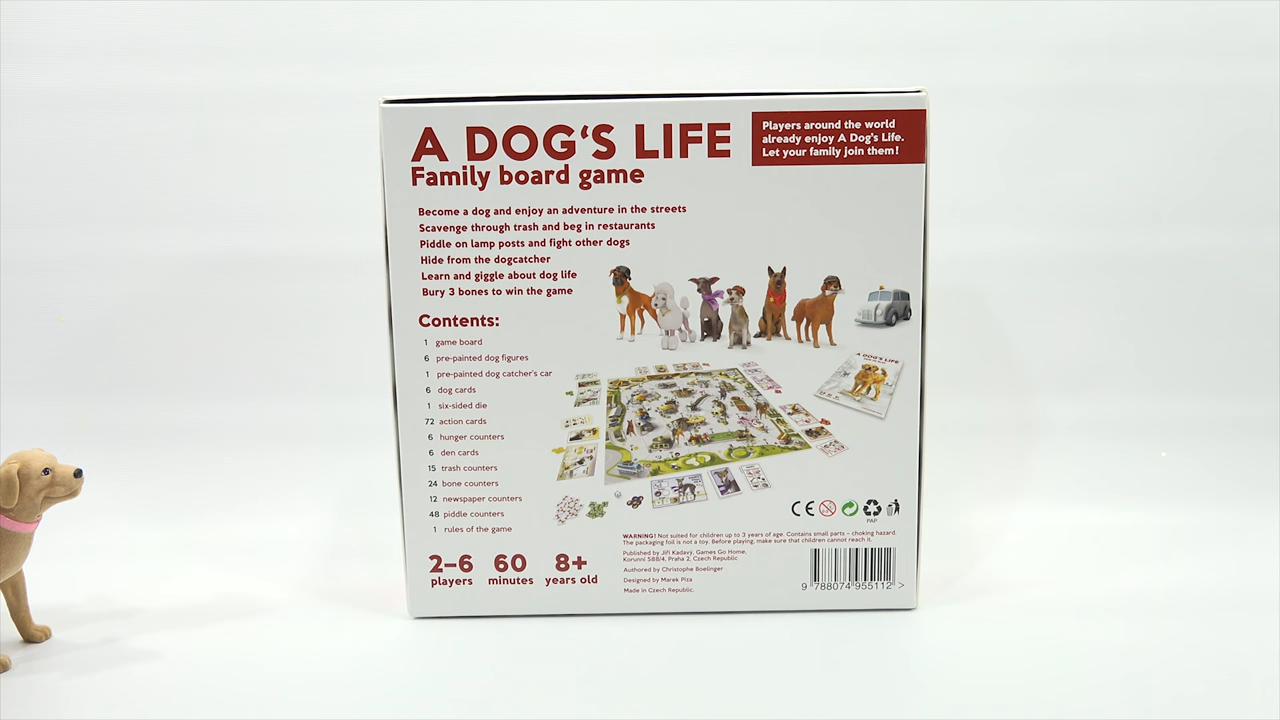 A DOG‘S LIFE
Family board game
Players around the world
already enjoy A Dog's Life.
Let your family join them!
Become a dog and enjoy an adventure in the streets
Scavenge through trash and beg in restaurants
Piddle on lamp posts and fight other dogs
Hide from the dogcatcher
Learn and giggle about dog life
Bury 3 bones to win the game
Contents:
1 game board
6 pre-painted dog figures
1 pre-painted dog catcher's car
6 dog cards
1 six-sided die
72 action cards
6 hunger counters
6 den cards
15 trash counters
24 bone counters
12 newspaper counters
48 piddle counters
1 rules of the game
A DOG'S LIFE
2–6 players
60 minutes
8+ years old
CE
PAP
WARNING! Not suited for children up to 3 years of age. Contains small parts – choking hazard.
The packaging foil is not a toy. Before playing, make sure that children cannot reach it.
Published by Jiří Kadavý, Games Go Home,
Korunní 588/4, Praha 2, Czech Republic
Authored by Christophe Boelinger
Designed by Marek Píza
Made in Czech Republic.
9 788074 955112 >